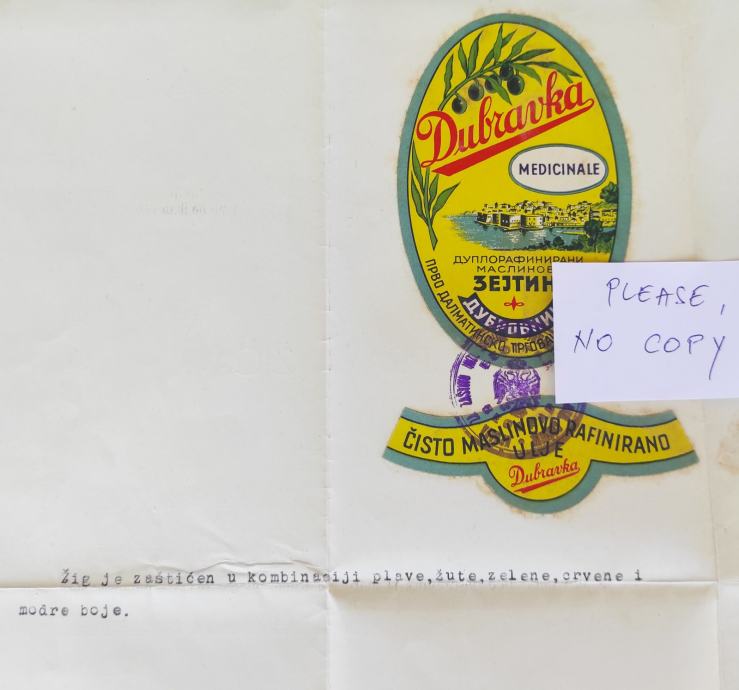 Dubravka
MEDICINALE
ДУПЛОРАФИНИРАНИ
МАСЛИНОВ
ЗЕЈТИН
ПРВО ДАЛМАТИНСКО
PLEASE,
NO COPY
ČISTO MASLINOVO RAFINIRANO
ULJE
Dubravka
Žig je zaštićen u kombinaciji plave,žute,zelene,crvene i
modre boje.